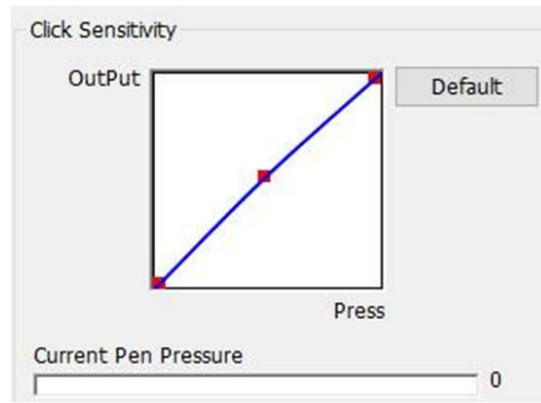 Click Sensitivity
OutPut
Default
Press
Current Pen Pressure
0